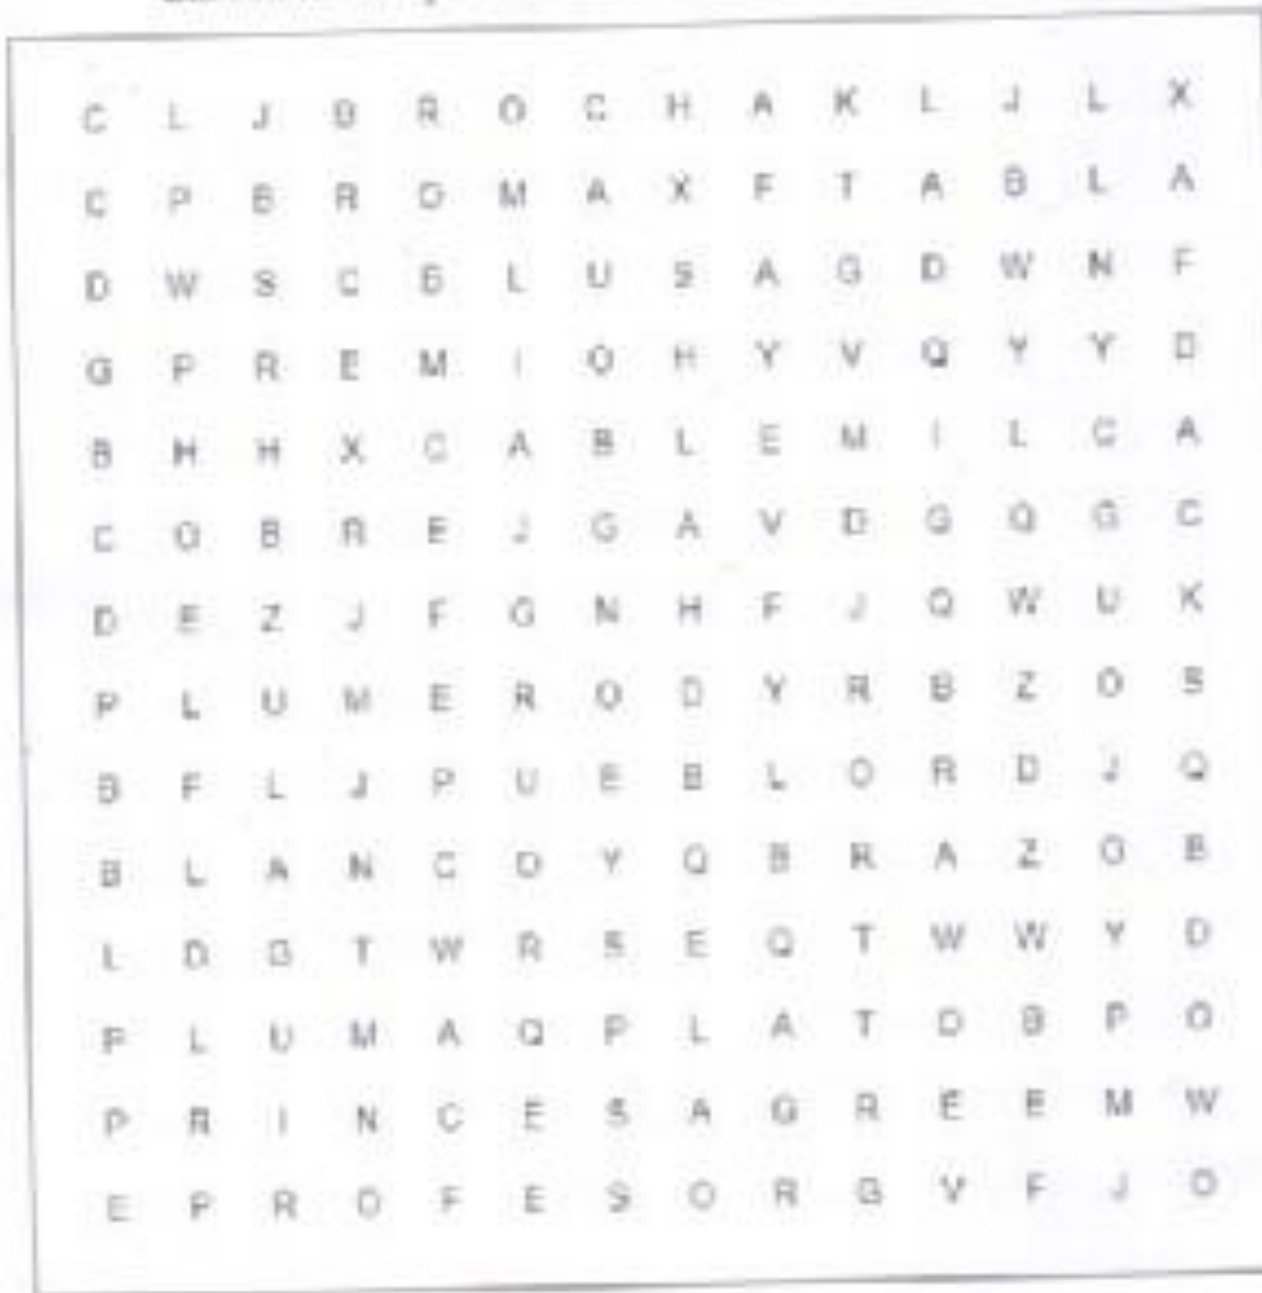 C L J B R O C H A K L J L X
C P B R O M A X F T A B L A
D W S C B L U S A G D W N F
G P R E M I O H Y V Q Y Y D
B H H X C A B L E M I L C A
C O B R E J G A V D G Q G C
D E Z J F G N H F J Q W U K
P L U M E R O D Y R B Z O S
B F L J P U E B L O R D J Q
B L A N C O Y Q B R A Z O B
L D G T W R S E Q T W W Y D
P L U M A Q P L A T O B P O
P R I N C E S A G R E E M W
E P R O F E S O R G V F J O